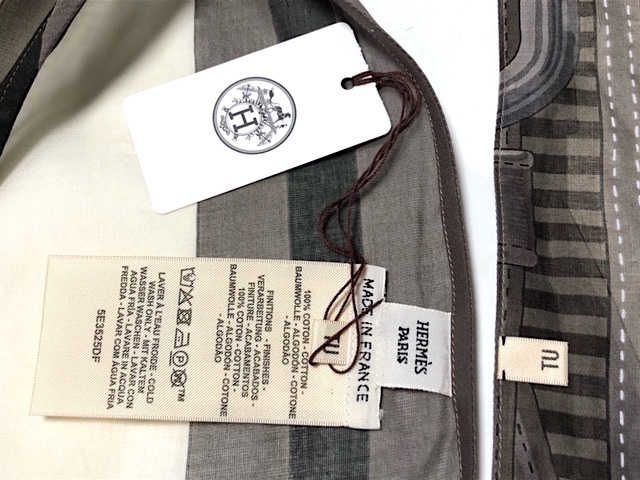 H
HERMÈS
PARIS
MADE IN FRANCE
TU
100% COTON - COTTON -
BAUMWOLLE - ALGODON - COTONE
- ALGODÃO
FINITIONS - FINISHES -
VERARBEITUNG - ACABADOS -
FINITURE - ACABAMENTOS
100% COTON - COTTON -
BAUMWOLLE - ALGODON - COTONE
- ALGODÃO
LAVER A L'EAU FROIDE - COLD
WASH ONLY - MIT KALTEM
WASSER WASCHEN - LAVAR CON
AGUA FRIA - LAVARE IN ACQUA
FREDDA - LAVAR COM ÁGUA FRIA
5E3525DF
TU